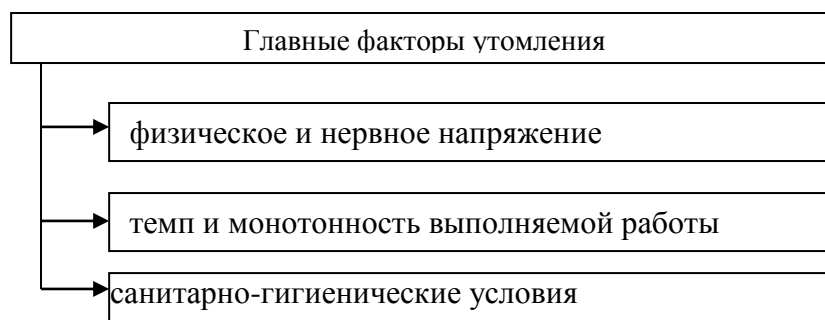 Главные факторы утомления
физическое и нервное напряжение
темп и монотонность выполняемой работы
санитарно-гигиенические условия